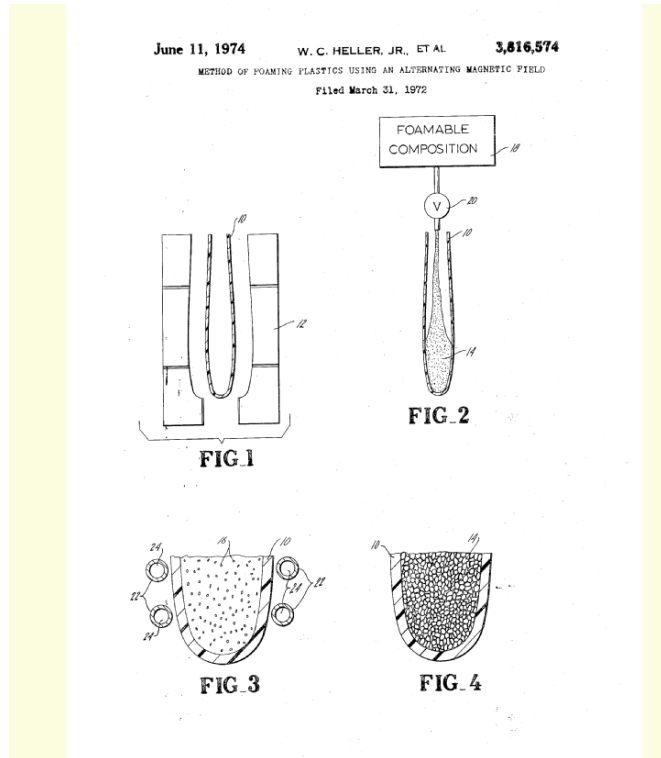 June 11, 1974 W. C. HELLER, JR., ET AL 3,816,574
METHOD OF FOAMING PLASTICS USING AN ALTERNATING MAGNETIC FIELD
Filed March 31, 1972
FOAMABLE
COMPOSITION
18
V
20
10
10
12
14
FIG_2
FIG_1
24
16
10
22
24
22
24
FIG_3
10
14
FIG_4